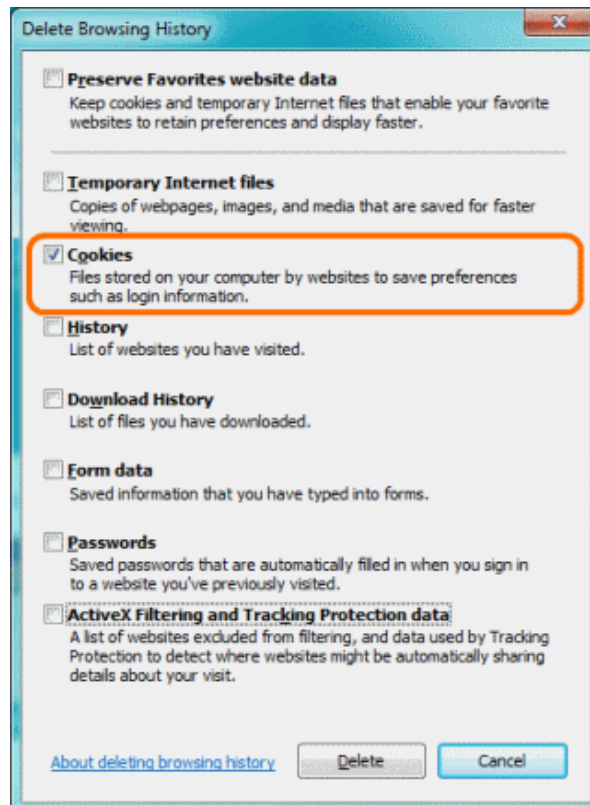 Delete Browsing History
Preserve Favorites website data
Keep cookies and temporary Internet files that enable your favorite
websites to retain preferences and display faster.
Temporary Internet files
Copies of webpages, images, and media that are saved for faster
viewing.
Cookies
Files stored on your computer by websites to save preferences
such as login information.
History
List of websites you have visited.
Download History
List of files you have downloaded.
Form data
Saved information that you have typed into forms.
Passwords
Saved passwords that are automatically filled in when you sign in
to a website you've previously visited.
ActiveX Filtering and Tracking Protection data
A list of websites excluded from filtering, and data used by Tracking
Protection to detect where websites might be automatically sharing
details about your visit.
About deleting browsing history
Delete
Cancel